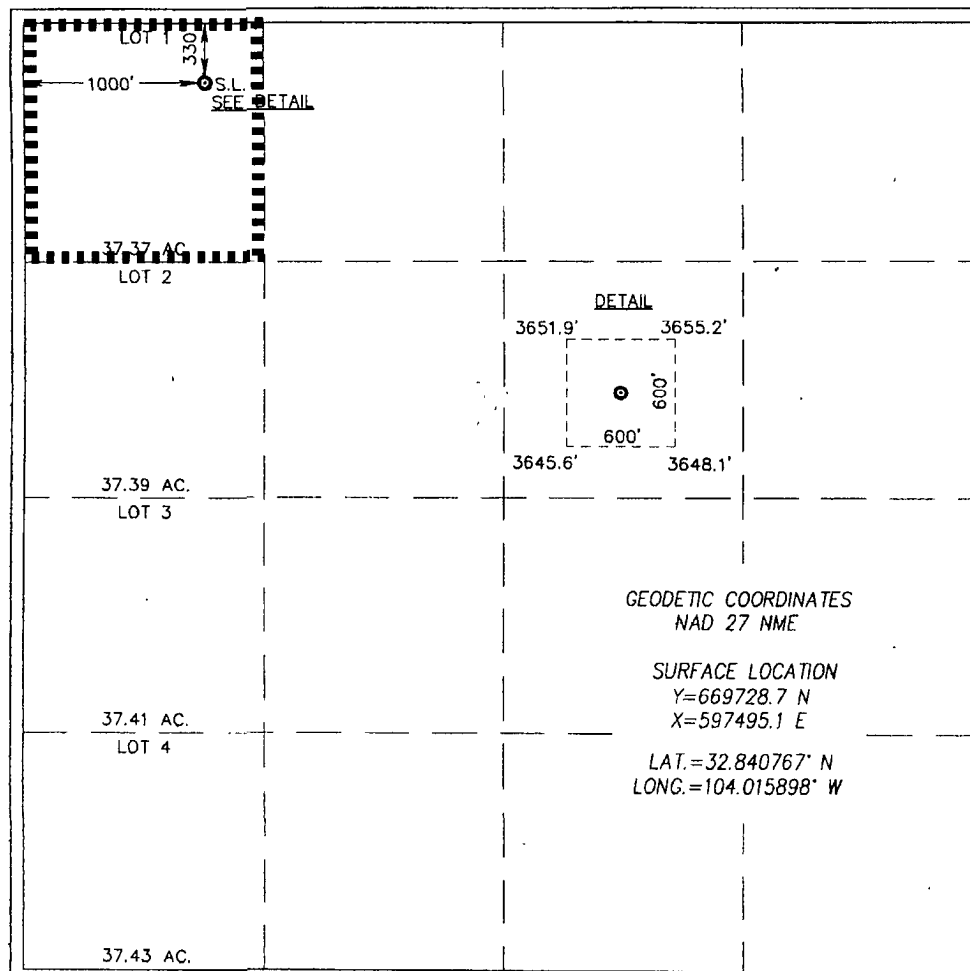 LOT 1
330'
1000'
S.L.
SEE DETAIL
37.37 AC.
LOT 2
DETAIL
3651.9'
3655.2'
600'
600'
3645.6'
3648.1'
37.39 AC.
LOT 3
GEODETIC COORDINATES
NAD 27 NME
SURFACE LOCATION
Y=669728.7 N
X=597495.1 E
37.41 AC.
LOT 4
LAT.=32.840767° N
LONG.=104.015898° W
37.43 AC.